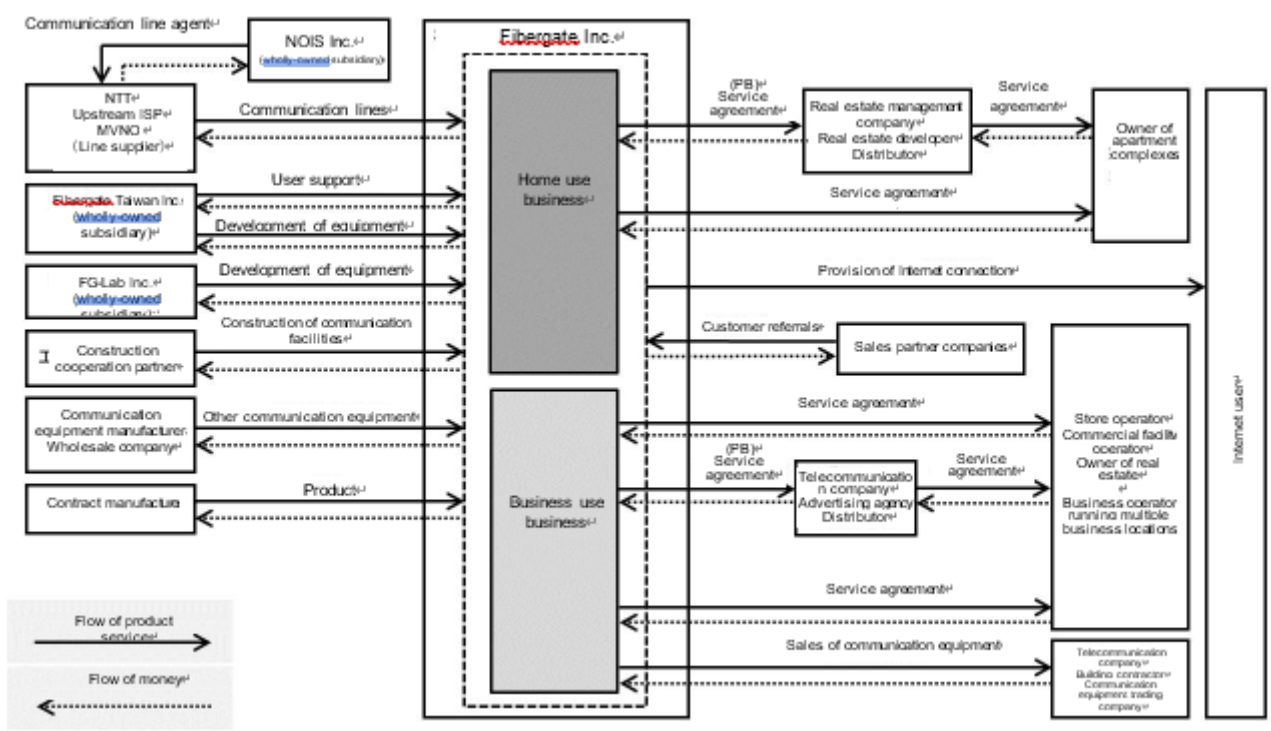 Communication line agent
NOIS Inc.
(wholly-owned subsidiary)
NTT
Upstream ISP
MVNO
(Line supplier)
Communication lines
Fibergate Taiwan Inc.
(wholly-owned
subsidiary)
User support
Development of equipment
FG-Lab Inc.
(wholly-owned
subsidiary)
Development of equipment
Construction
cooperation partner
Construction of communication
facilities
Communication
equipment manufacturer
Wholesale company
Other communication equipment
Contract manufacture
Product
Flow of product
service
Flow of money
Fibergate Inc.
Home use
business
Business use
business
(PB)
Service
agreement
Real estate management
company
Real estate developer
Distributor
Service
agreement
Owner of
apartment
complexes
Service agreement
Provision of Internet connection
Customer referrals
Sales partner companies
Service agreement
(PB)
Service
agreement
Telecommunicatio
n company
Advertising agency
Distributor
Service
agreement
Store operator
Commercial facility
operator
Owner of real
estate
Business operator
running multiple
business locations
Service agreement
Sales of communication equipment
Telecommunication
company
Building contractor
Communication
equipment trading
company
Internet user